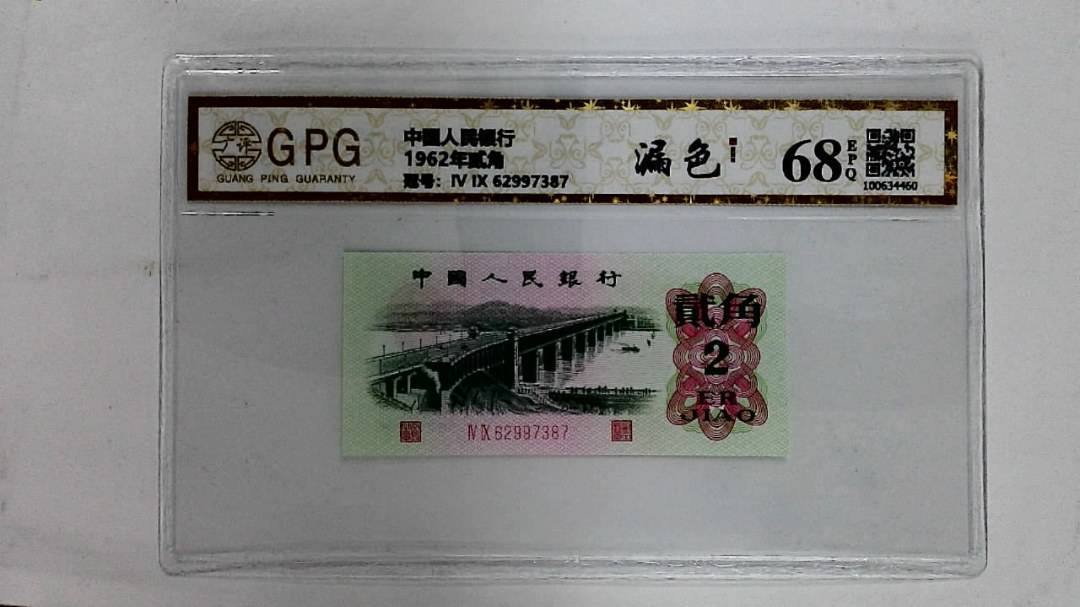 GPG
GUANG PING GUARANTY
中國人民銀行
1962年贰角
冠号: IV IX 62997387
漏色
68 EPQ
100634460
中國人民銀行
貳角
2
ER
JIAO
IV IX 62997387